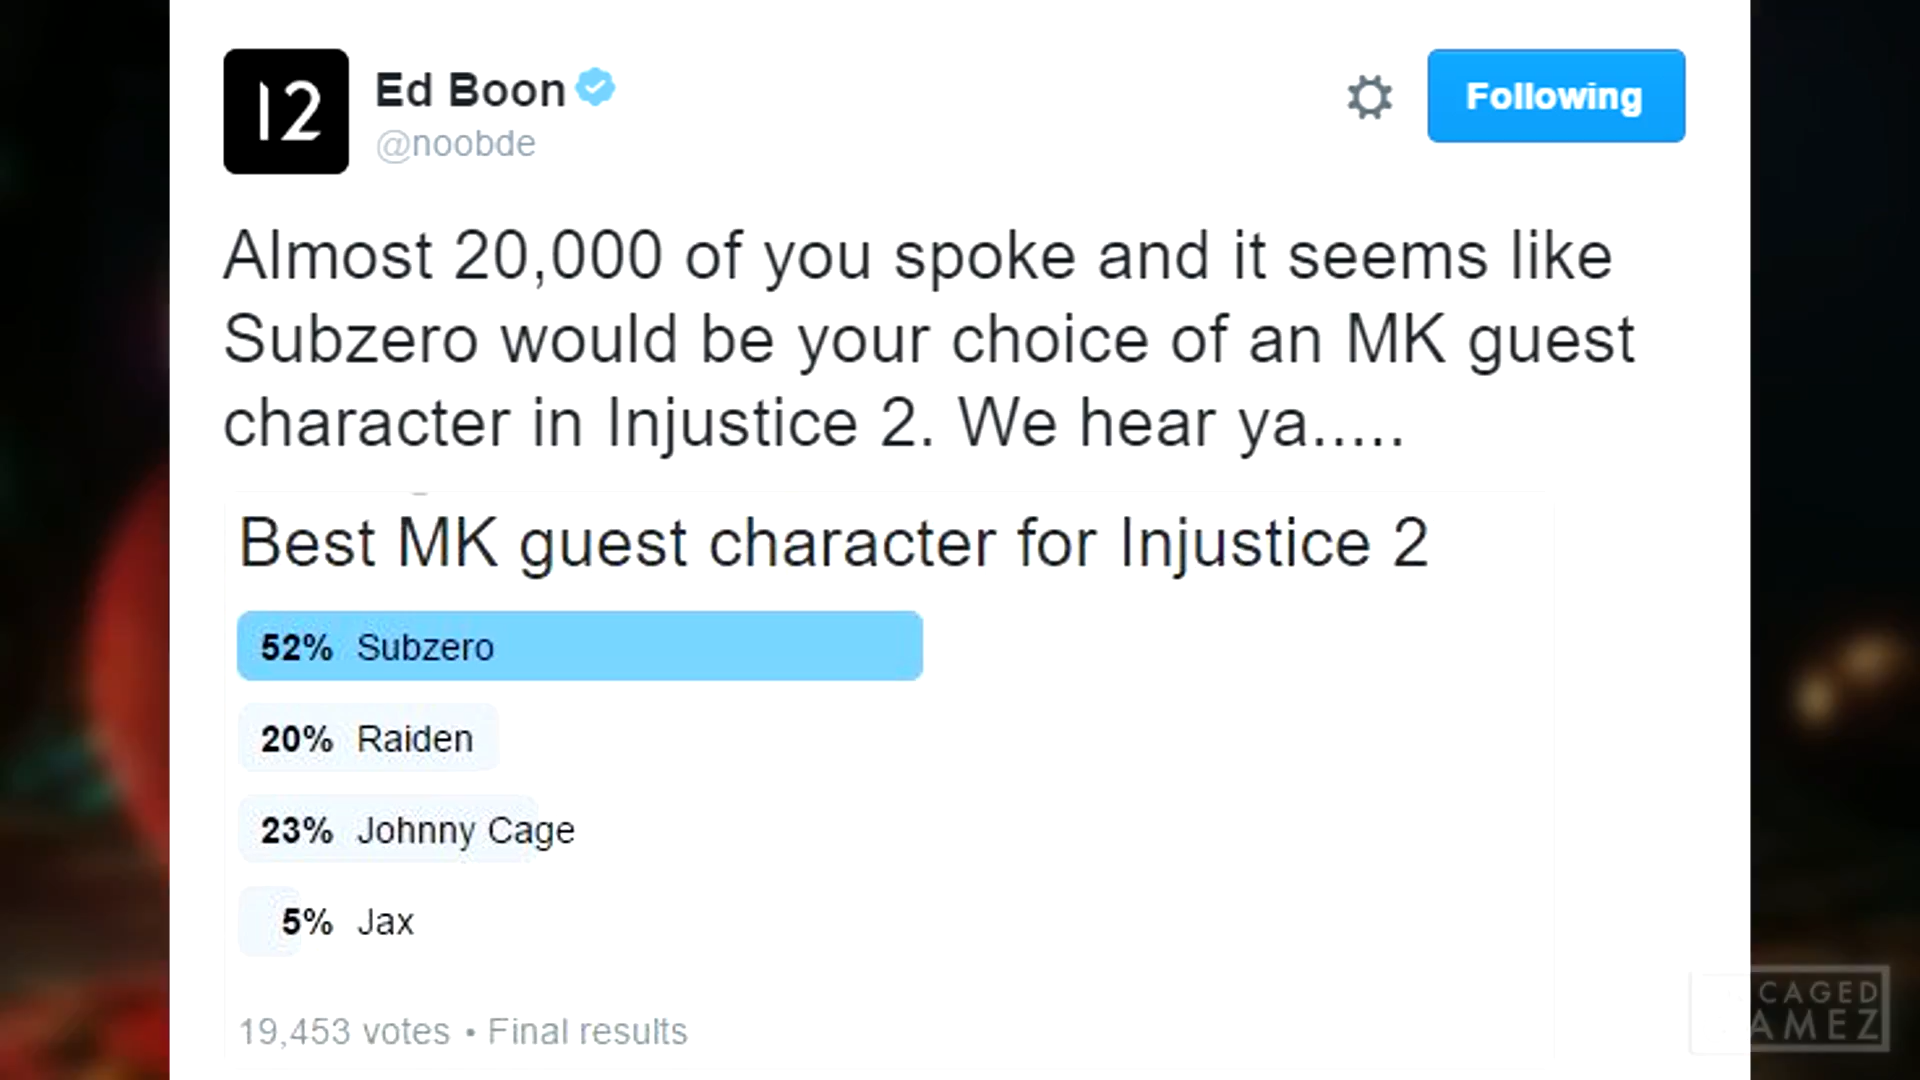 12
Ed Boon
@noobde
Following
Almost 20,000 of you spoke and it seems like
Subzero would be your choice of an MK guest
character in Injustice 2. We hear ya.....
Best MK guest character for Injustice 2
52% Subzero
20% Raiden
23% Johnny Cage
5% Jax
19,453 votes • Final results
CAGED
AMEZ